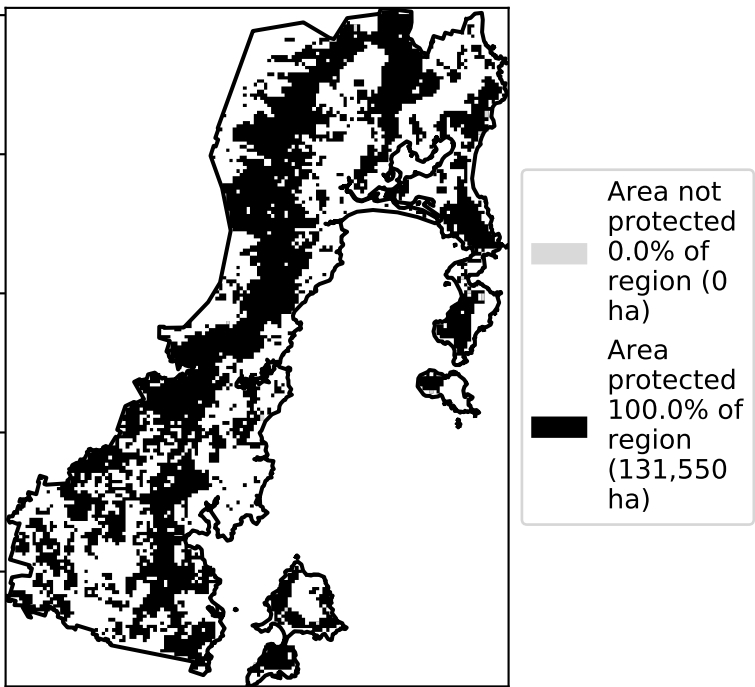 Area not
protected
0.0% of
region (0
ha)
Area
protected
100.0% of
region
(131,550
ha)